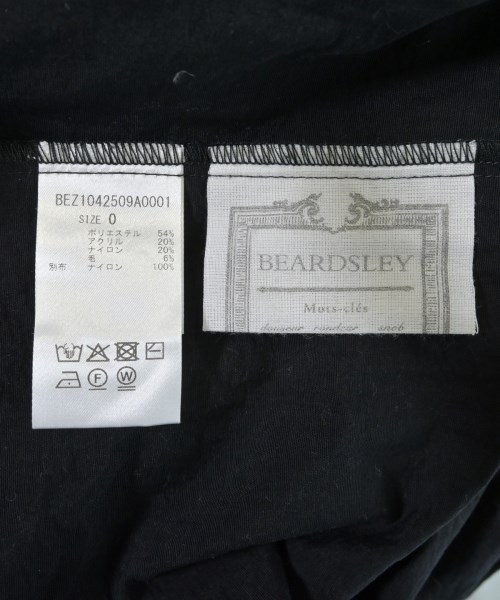 BEZ1042509A0001
SIZE 0
ポリエステル 54%
アクリル 20%
ナイロン 20%
毛 6%
別布 ナイロン 100%
F W
BEARDSLEY
Mots-clés